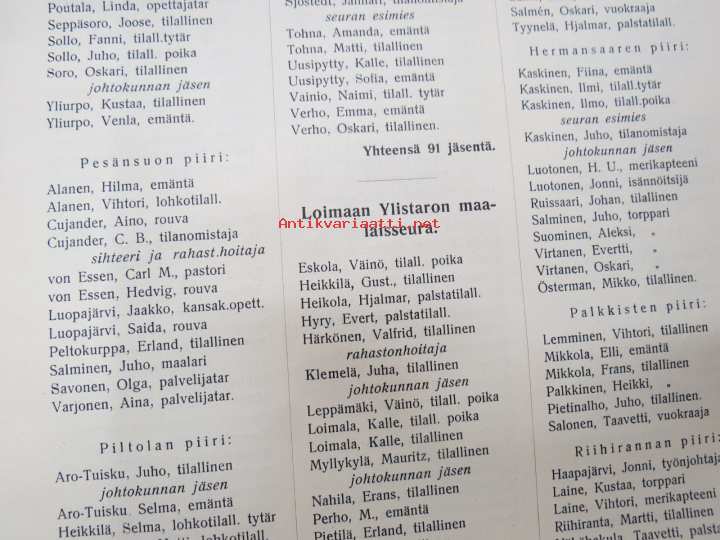 Poutala, Linda, opettajatar
Seppäsoro, Joose, tilallinen
Sollo, Fanni, tilall.tytär
Sollo, Juho, tilall. poika
Soro, Oskari, tilallinen
johtokunnan jäsen
Yliurpo, Kustaa, tilallinen
Yliurpo, Venla, emäntä.
Pesänsuon piiri:
Alanen, Hilma, emäntä
Alanen, Vihtori, lohkotilall.
Cujander, Aino, rouva
Cujander, C. B., tilanomistaja
sihteeri ja rahast.hoitaja
von Essen, Carl M., pastori
von Essen, Hedvig, rouva
Luopajärvi, Jaakko, kansak.opett.
Luopajärvi, Saida, rouva
Peltokurppa, Erland, tilallinen
Salminen, Juho, maalari
Savonen, Olga, palvelijatar
Varjonen, Aina, palvelijatar.
Piltolan piiri:
Aro-Tuisku, Juho, tilallinen
johtokunnan jäsen
Aro-Tuisku, Selma, emäntä
Heikkilä, Selma, lohkotilall. tytär
Sjöstedt, Jalmari, tilanomistaja
seuran esimies
Tohna, Amanda, emäntä
Tohna, Matti, tilallinen
Uusipytty, Kalle, tilallinen
Uusipytty, Sofia, emäntä
Vainio, Naimi, tilall. tytär
Verho, Emma, emäntä
Verho, Oskari, tilallinen.
Yhteensä 91 jäsentä.
Loimaan Ylistaron maa-
Antikvariaatti.net
laisseura.
Eskola, Väinö, tilall. poika
Heikkilä, Gust., tilallinen
Heikola, Hjalmar, palstatilall.
Hyry, Evert, palstatilall.
Härkönen, Valfrid, tilallinen
rahastonhoitaja
Klemelä, Juha, tilallinen
johtokunnan jäsen
Leppämäki, Väinö, tilall. poika
Loimala, Kalle, tilall. poika
Loimala, Kalle, tilallinen
Myllykylä, Mauritz, tilallinen
johtokunnan jäsen
Nahila, Erans, tilallinen
Perho, M., emäntä
Pietilä, Erland, tilallinen
Salmén, Oskari, vuokraaja
Tyynelä, Hjalmar, palstatilall.
Hermansaaren piiri:
Kaskinen, Fiina, emäntä
Kaskinen, Ilmi, tilall.tytär
Kaskinen, Ilmo, tilall.poika
seuran esimies
Kaskinen, Juho, tilanomistaja
johtokunnan jäsen
Luotonen, H. U., merikapteeni
Luotonen, Jonni, isännöitsijä
Ruissaari, Johan, tilallinen
Salminen, Juho, torppari
Suominen, Aleksi, „
Virtanen, Evertti, „
Virtanen, Oskari, „
Österman, Mikko, tilallinen.
Palkkisten piiri:
Lemminen, Vihtori, tilallinen
Mikkola, Elli, emäntä
Mikkola, Frans, tilallinen
Palkkinen, Heikki, „
Pietinalho, Juho, tilallinen.
Salonen, Taavetti, vuokraaja
Riihirannan piiri:
Haapajärvi, Jonni, työnjohtaja
Laine, Kustaa, torppari
Laine, Vihtori, merikapteeni
Riihiranta, Martti, tilallinen
Taavetti, palstatil.